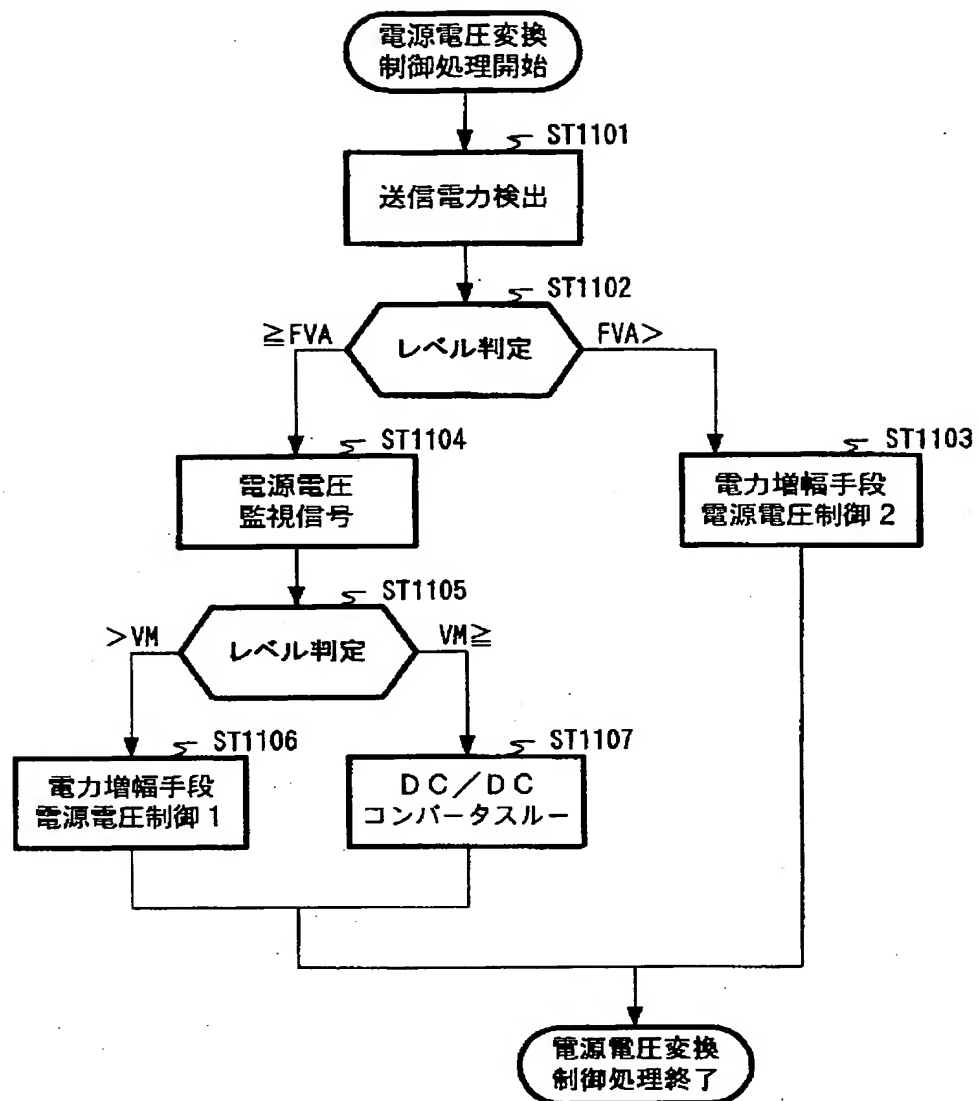 電源電圧変換
制御処理開始
ST1101
送信電力検出
ST1102
≧FVA
レベル判定
FVA>
ST1104
電源電圧
監視信号
ST1103
電力増幅手段
電源電圧制御2
ST1105
>VM
レベル判定
VM≧
ST1106
電力増幅手段
電源電圧制御1
ST1107
DC/DC
コンバータスルー
電源電圧変換
制御処理終了